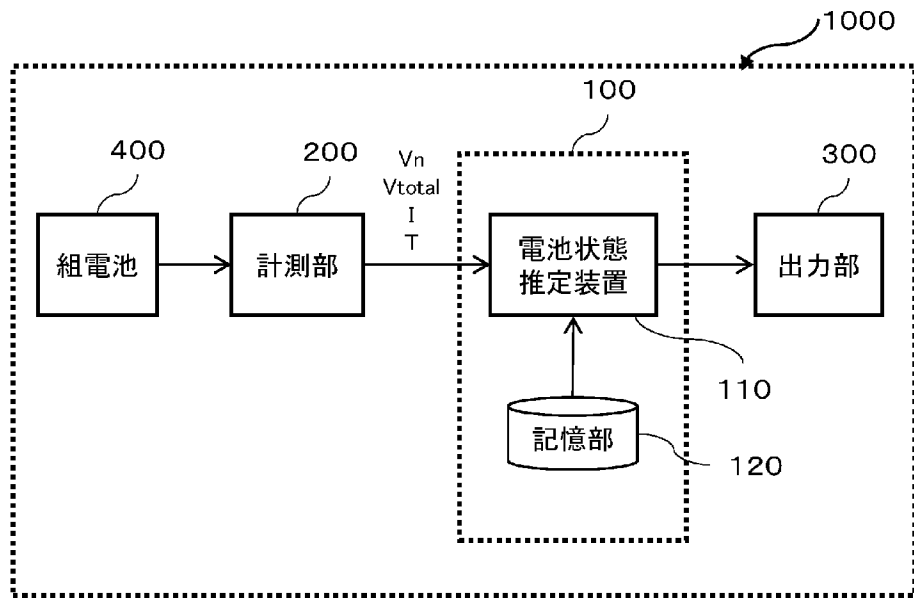 1000
100
400
200
300
Vn
Vtotal
I
T
組電池
計測部
電池状態
推定装置
出力部
110
記憶部
120